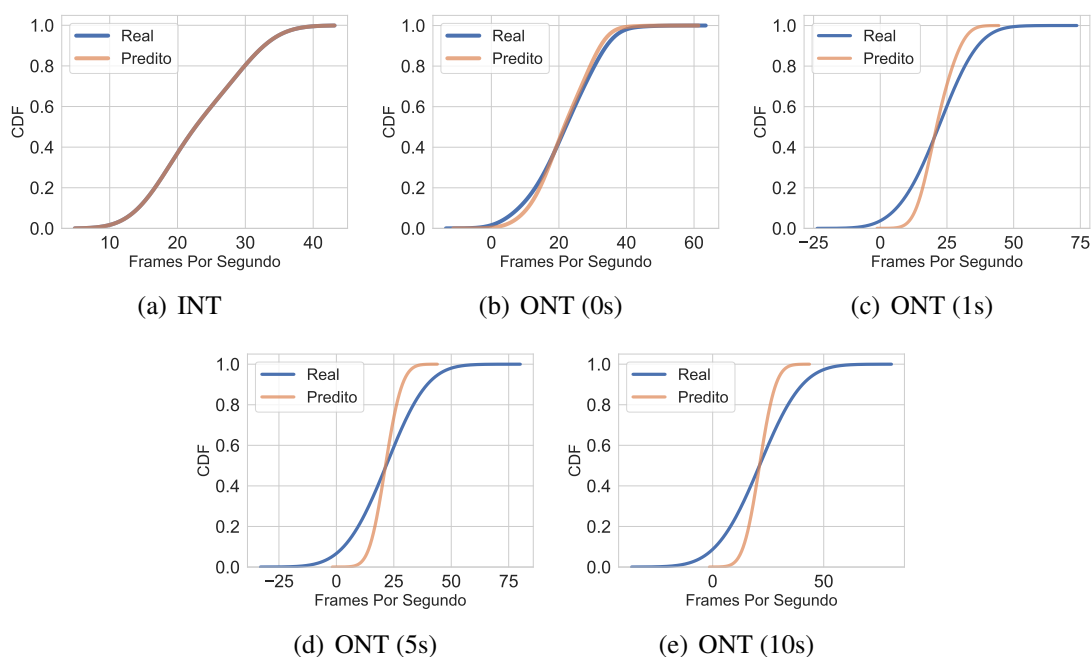 1.0
0.8
0.6
0.4
0.2
0.0
CDF
Real
Predito
10
20
30
40
Frames Por Segundo
(a) INT
1.0
0.8
0.6
0.4
0.2
0.0
CDF
Real
Predito
0
20
40
60
Frames Por Segundo
(b) ONT (0s)
1.0
0.8
0.6
0.4
0.2
0.0
CDF
Real
Predito
−25
0
25
50
75
Frames Por Segundo
(c) ONT (1s)
1.0
0.8
0.6
0.4
0.2
0.0
CDF
Real
Predito
−25
0
25
50
75
Frames Por Segundo
(d) ONT (5s)
1.0
0.8
0.6
0.4
0.2
0.0
CDF
Real
Predito
0
50
Frames Por Segundo
(e) ONT (10s)